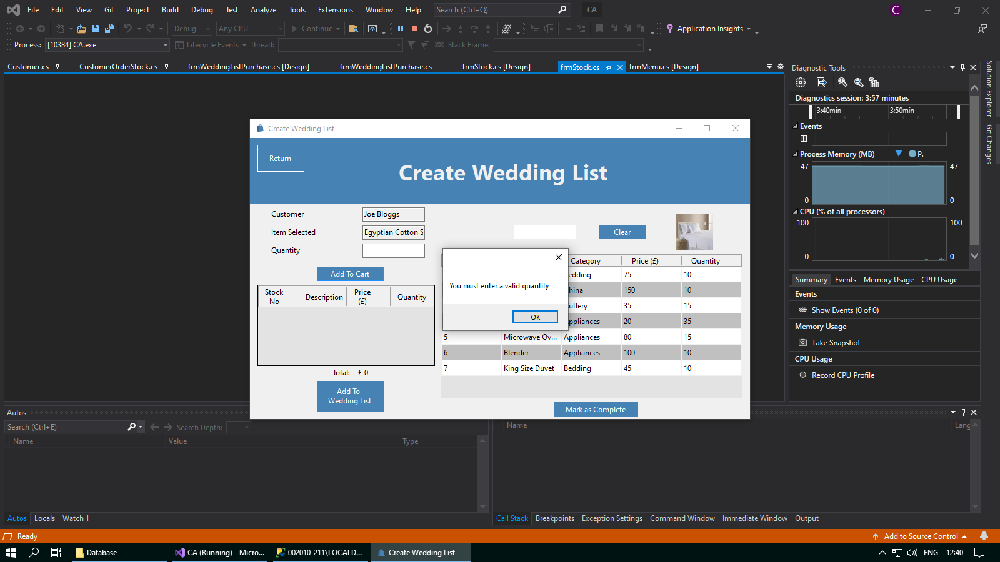 File Edit View Git Project Build Debug Test Analyze Tools Extensions Window Help Search (Ctrl+Q) CA C
Debug Any CPU Continue Application Insights
Process: [10384] CA.exe Lifecycle Events Thread: Stack Frame:
Customer.cs CustomerOrderStock.cs frmWeddingListPurchase.cs [Design] frmWeddingListPurchase.cs frmStock.cs [Design] frmStock.cs frmMenu.cs [Design]
Diagnostic Tools
Diagnostics session: 3:57 minutes
3:40min 3:50min
Events
Process Memory (MB) P..
47 47
0 0
CPU (% of all processors)
100 100
0 0
Summary Events Memory Usage CPU Usage
Events
Show Events (0 of 0)
Memory Usage
Take Snapshot
CPU Usage
Record CPU Profile
Solution Explorer
Git Changes
Create Wedding List
Return
Create Wedding List
Customer Joe Bloggs
Item Selected Egyptian Cotton S
Quantity
Clear
Add To Cart
Stock No Description Price (£) Quantity
Total: £ 0
Add To
Wedding List
You must enter a valid quantity
OK
Category Price (£) Quantity
edding 75 10
hina 150 10
utlery 35 15
ppliances 20 35
5 Microwave Ov... Appliances 80 15
6 Blender Appliances 100 10
7 King Size Duvet Bedding 45 10
Mark as Complete
Autos
Search (Ctrl+E) Search Depth:
Name Value Type
Name Lang
Autos Locals Watch 1
Call Stack Breakpoints Exception Settings Command Window Immediate Window Output
Ready Add to Source Control
Database CA (Running) - Micro... 002010-211\LOCALD... Create Wedding List ENG 12:40